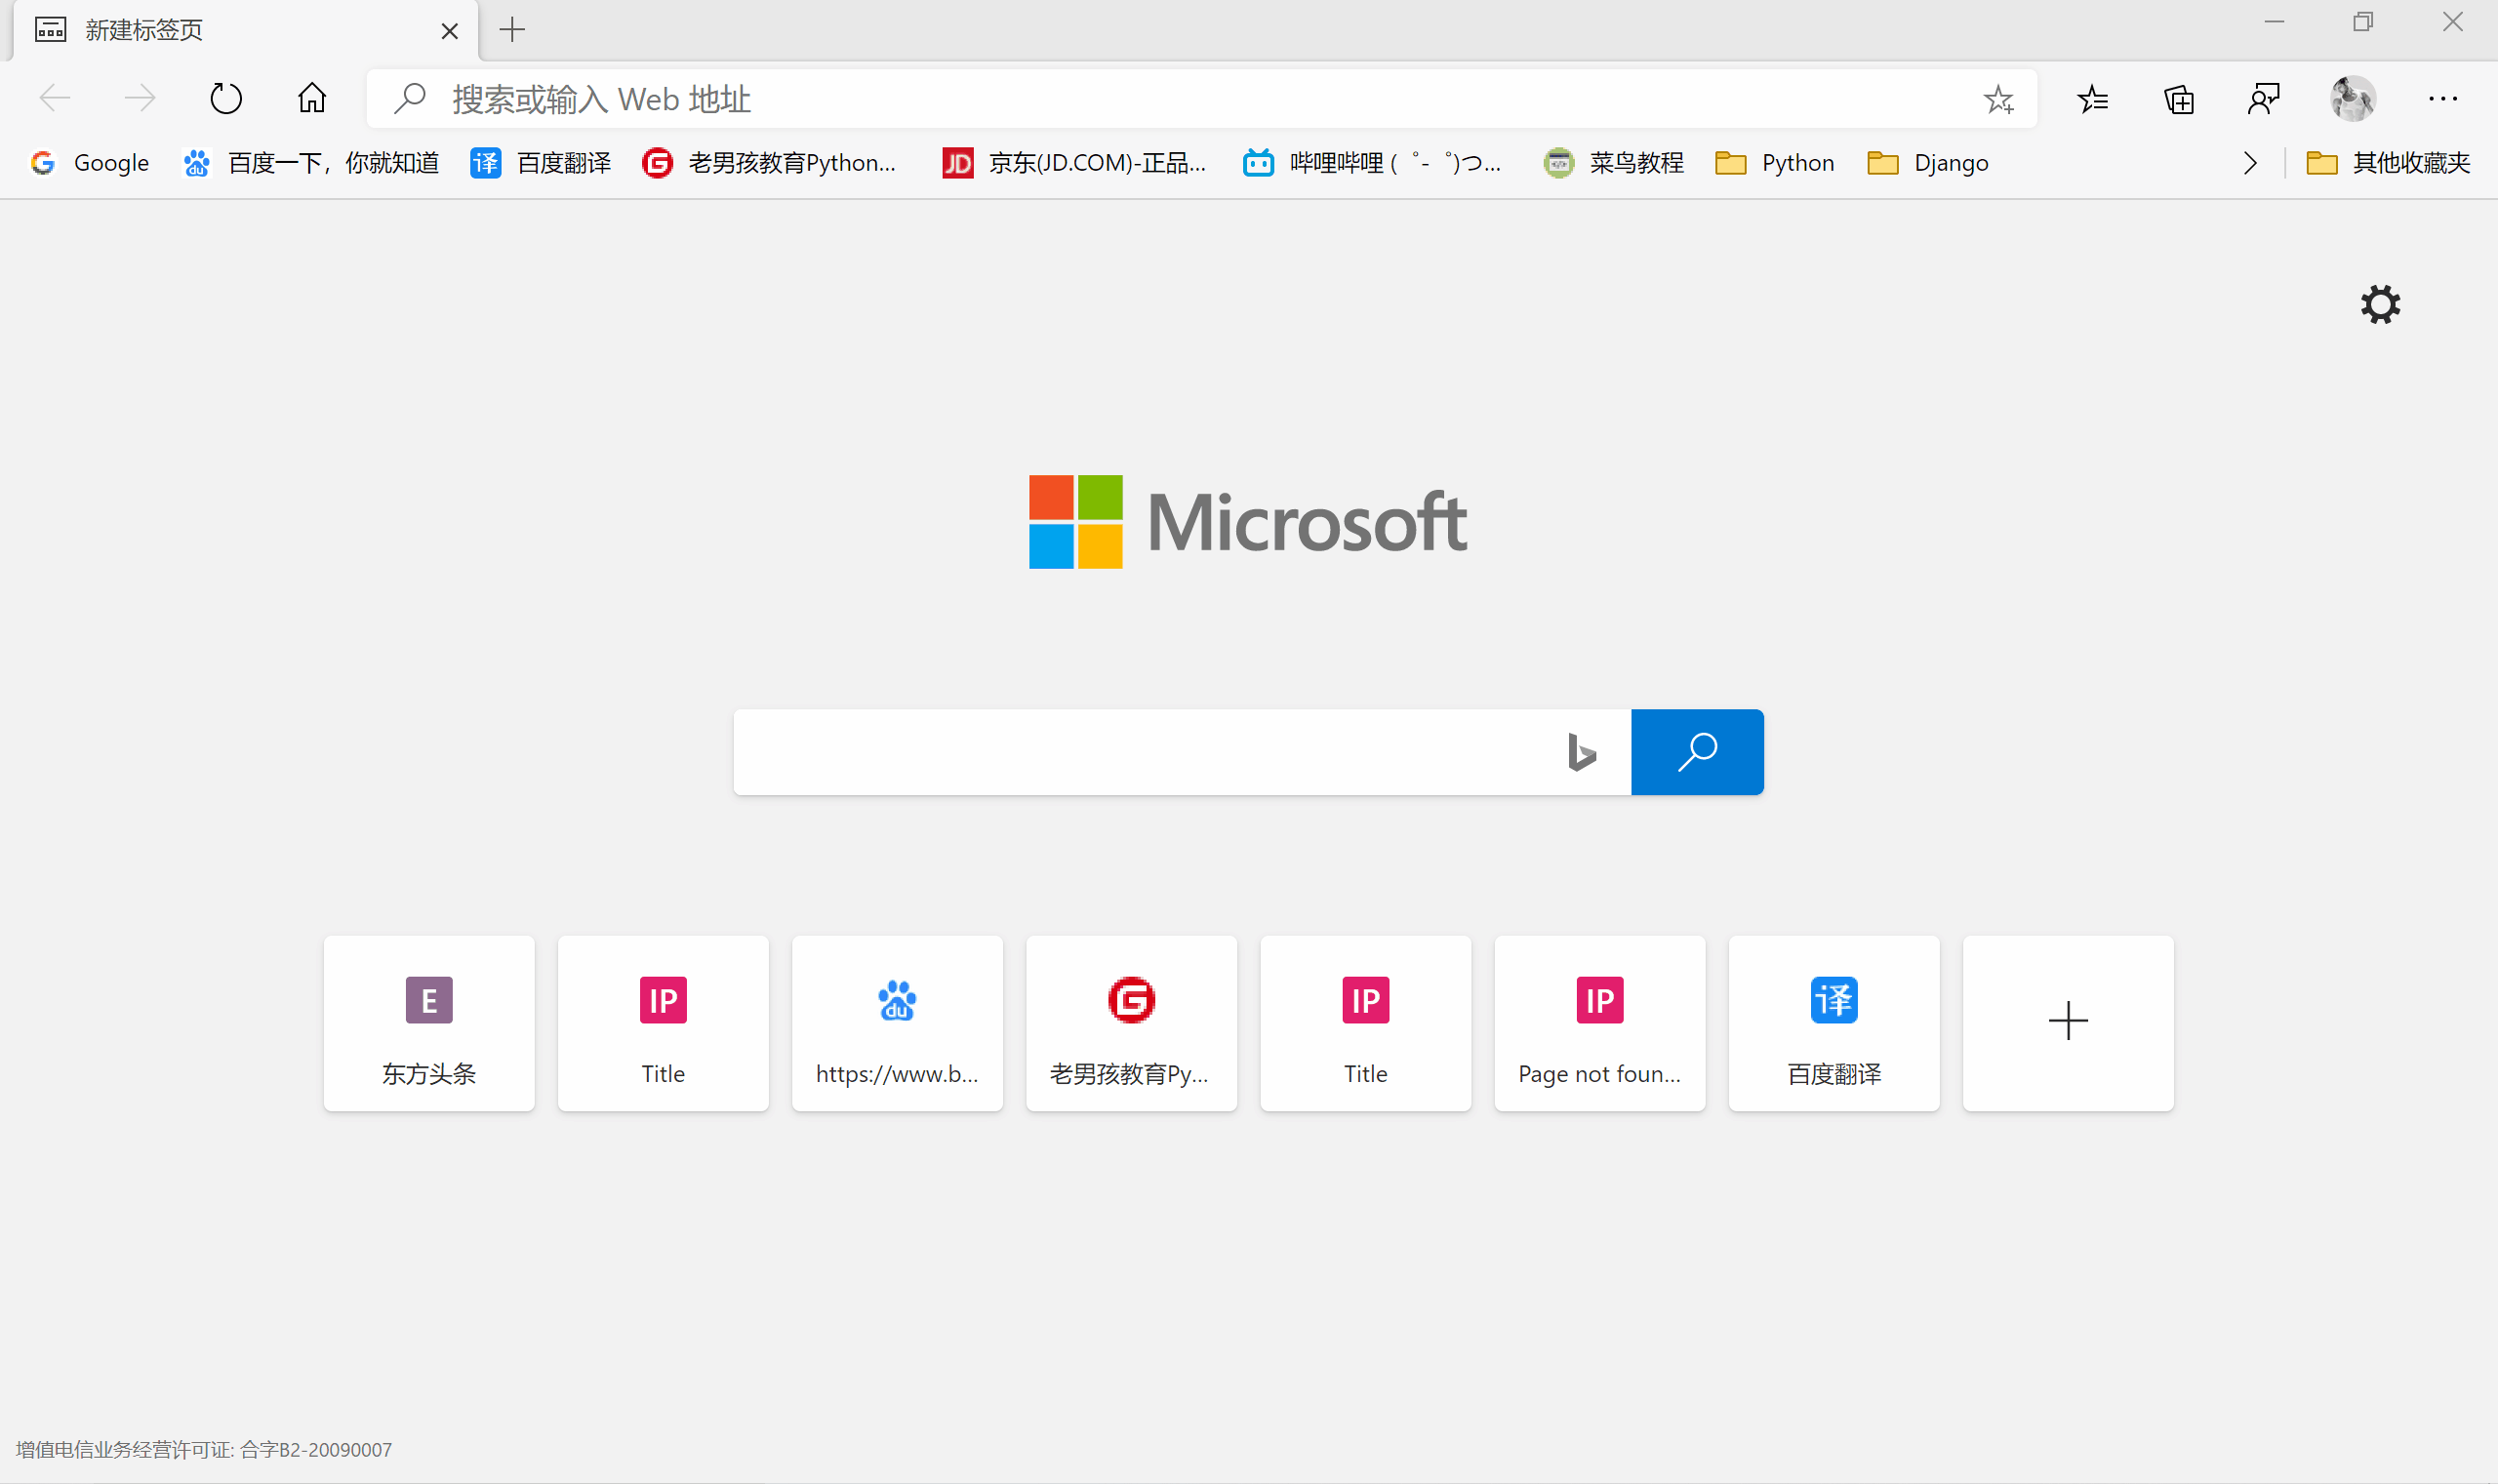 新建标签页
搜索或输入 Web 地址
Google 百度一下，你就知道 译 百度翻译 老男孩教育Python... JD 京东(JD.COM)-正品... 哔哩哔哩 (゜-゜)つ... 菜鸟教程 Python Django 其他收藏夹
Microsoft
E IP du G IP IP 译
东方头条 Title https://www.b... 老男孩教育Py... Title Page not foun... 百度翻译
增值电信业务经营许可证: 合字B2-20090007